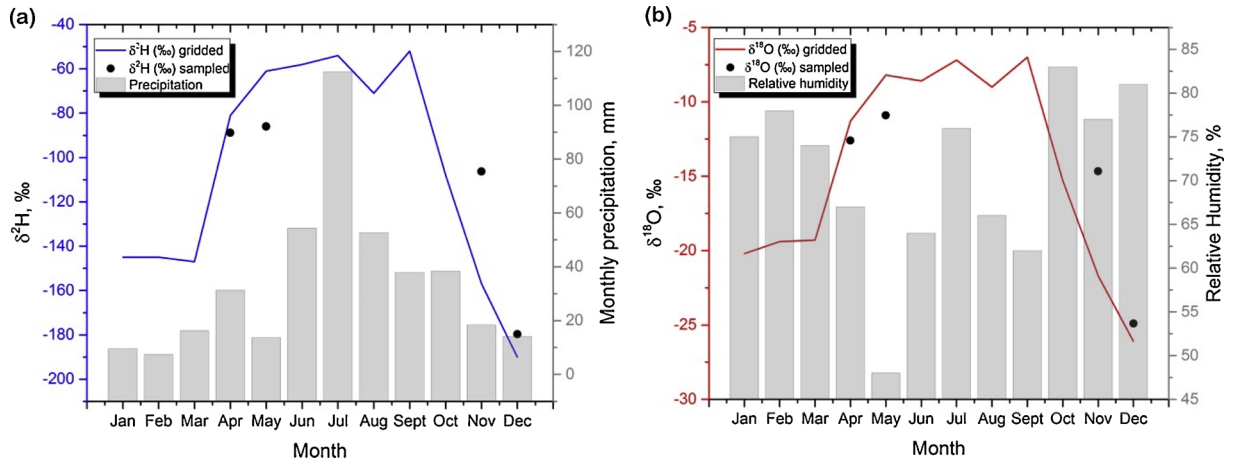 (a)
-40
-60
-80
-100
-120
-140
-160
-180
-200
δ²H, ‰
δ²H (‰) gridded
δ²H (‰) sampled
Precipitation
120
100
80
60
40
20
0
Monthly precipitation, mm
Jan Feb Mar Apr May Jun Jul Aug Sept Oct Nov Dec
Month
(b)
-5
-10
-15
-20
-25
-30
δ¹⁸O, ‰
δ¹⁸O (‰) gridded
δ¹⁸O (‰) sampled
Relative humidity
85
80
75
70
65
60
55
50
45
Relative Humidity, %
Jan Feb Mar Apr May Jun Jul Aug Sept Oct Nov Dec
Month